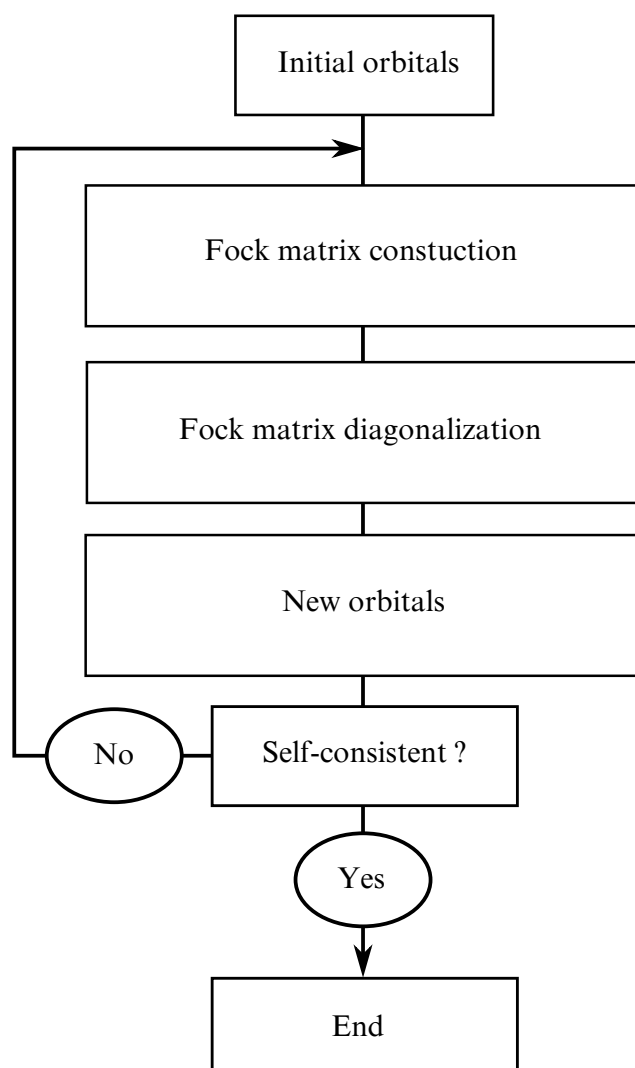 Initial orbitals
Fock matrix constuction
Fock matrix diagonalization
New orbitals
Self-consistent ?
No
Yes
End